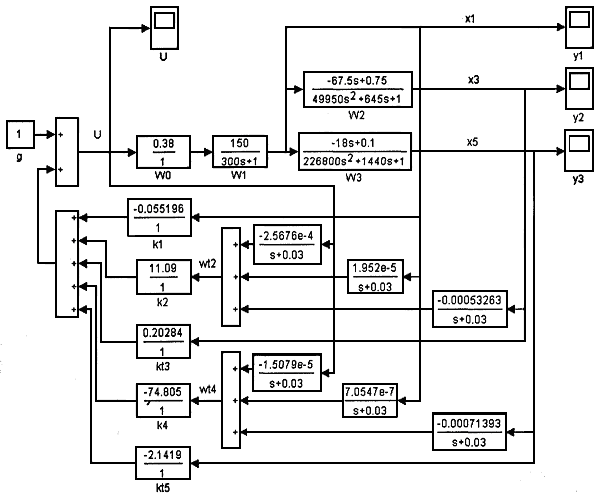 x1
U
y1
-67.5s+0.75
49950s2+645s+1
W2
x3
y2
1
g
+
+
U
0.38
1
W0
150
300s+1
W1
-18s+0.1
226800s2+1440s+1
W3
x5
y3
+
+
+
+
+
-0.055196
1
k1
wt2
+
+
+
-2.5676e-4
s+0.03
11.09
1
k2
1.952e-5
s+0.03
-0.00053263
s+0.03
0.20284
1
kt3
wt4
+
+
+
-1.5079e-5
s+0.03
-74.805
1
k4
7.0547e-7
s+0.03
-0.00071393
s+0.03
-2.1419
1
kt5